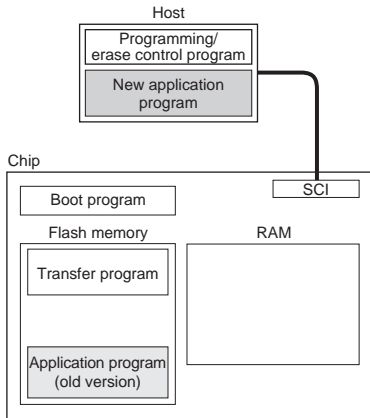 Host
Programming/
erase control program
New application
program
Chip
SCI
Boot program
Flash memory
RAM
Transfer program
Application program
(old version)